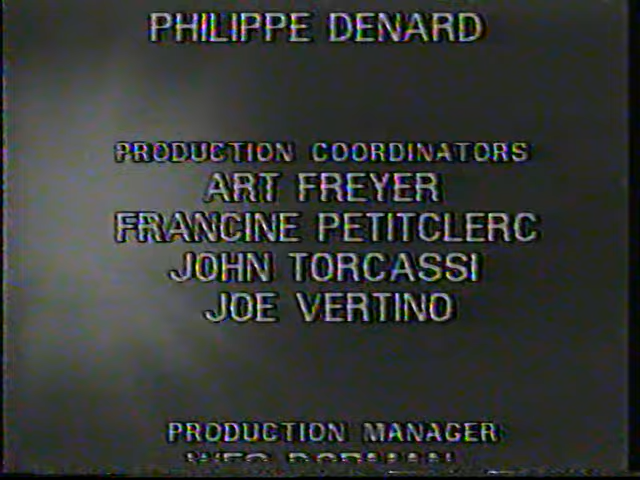 PHILIPPE DENARD
PRODUCTION COORDINATORS
ART FREYER
FRANCINE PETITCLERC
JOHN TORCASSI
JOE VERTINO
PRODUCTION MANAGER